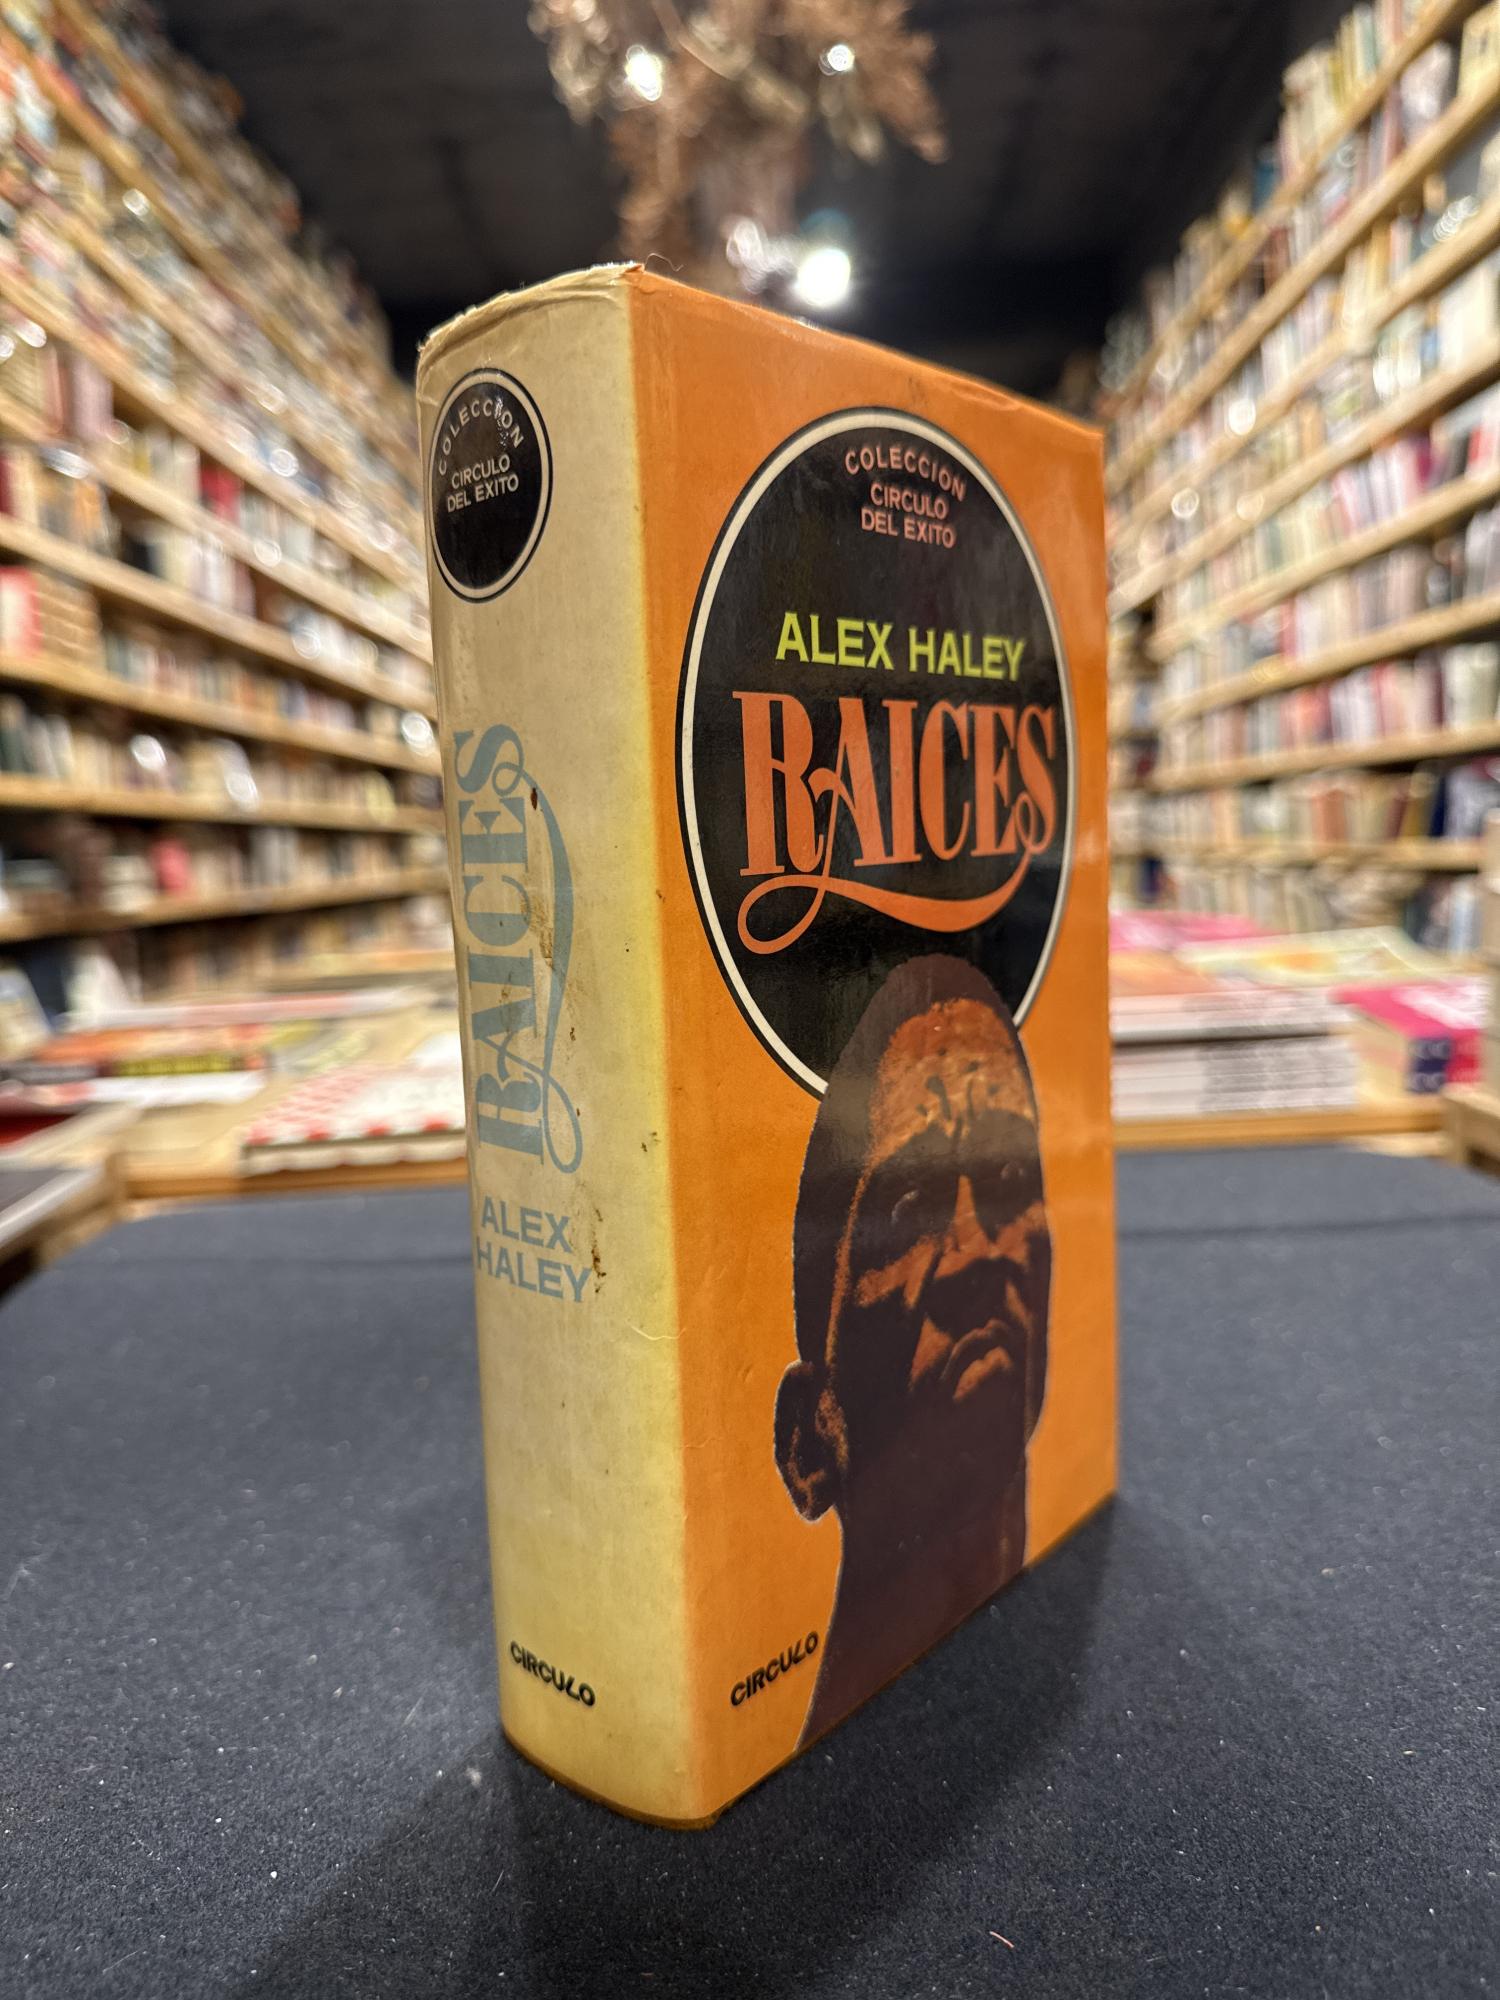 COLECCION
CIRCULO
DEL EXITO
RAICES
ALEX
HALEY
CIRCULO
COLECCION
CIRCULO
DEL EXITO
ALEX HALEY
RAICES
CIRCULO